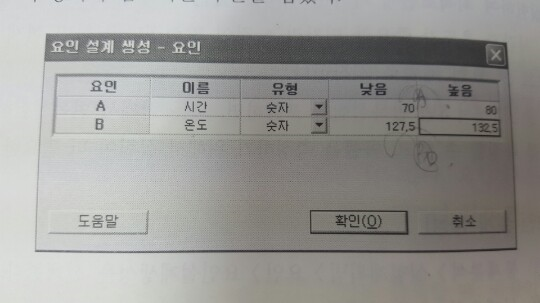 요인 설계 생성 - 요인
요인 이름 유형 낮음 높음
A 시간 숫자 70 80
B 온도 숫자 127,5 132,5
도움말 확인(O) 취소